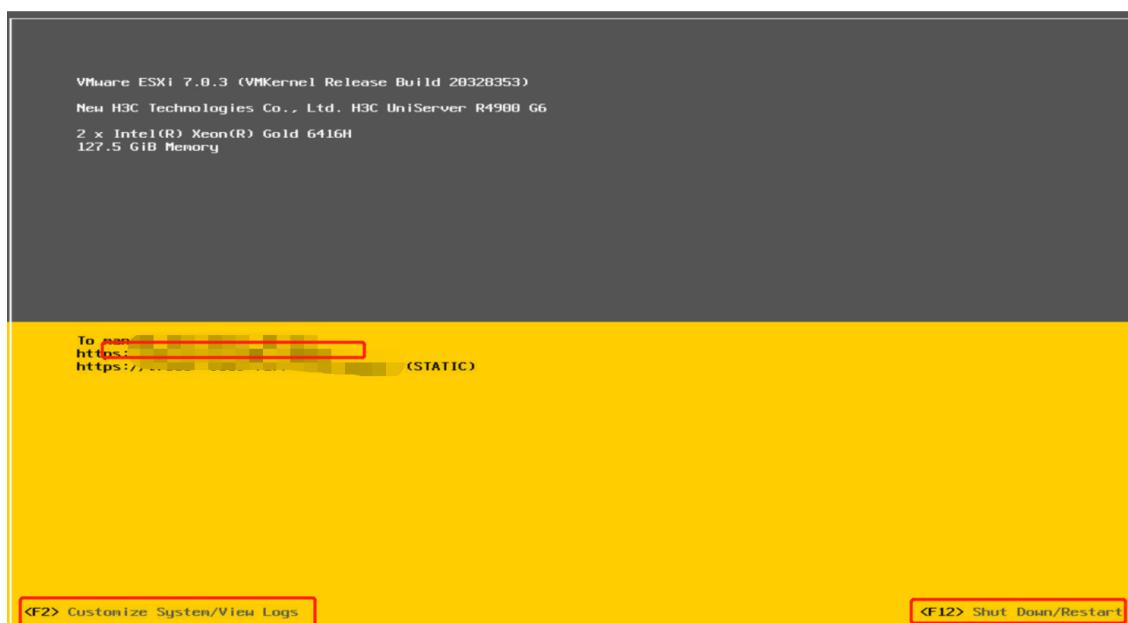 VMware ESXi 7.0.3 (VMKernel Release Build 20328353)
New H3C Technologies Co., Ltd. H3C UniServer R4900 G6
2 x Intel(R) Xeon(R) Gold 6416H
127.5 GiB Memory
To
https:
https:// (STATIC)
<F2> Customize System/View Logs
<F12> Shut Down/Restart